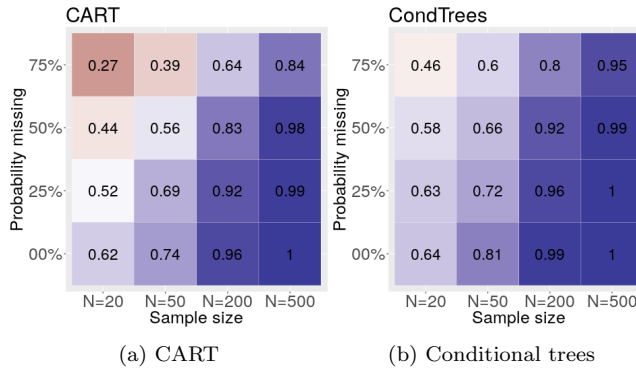 CART
Probability missing
75%
0.27 0.39 0.64 0.84
50%
0.44 0.56 0.83 0.98
25%
0.52 0.69 0.92 0.99
00%
0.62 0.74 0.96 1
N=20 N=50 N=200 N=500
Sample size
(a) CART
CondTrees
Probability missing
75%
0.46 0.6 0.8 0.95
50%
0.58 0.66 0.92 0.99
25%
0.63 0.72 0.96 1
00%
0.64 0.81 0.99 1
N=20 N=50 N=200 N=500
Sample size
(b) Conditional trees